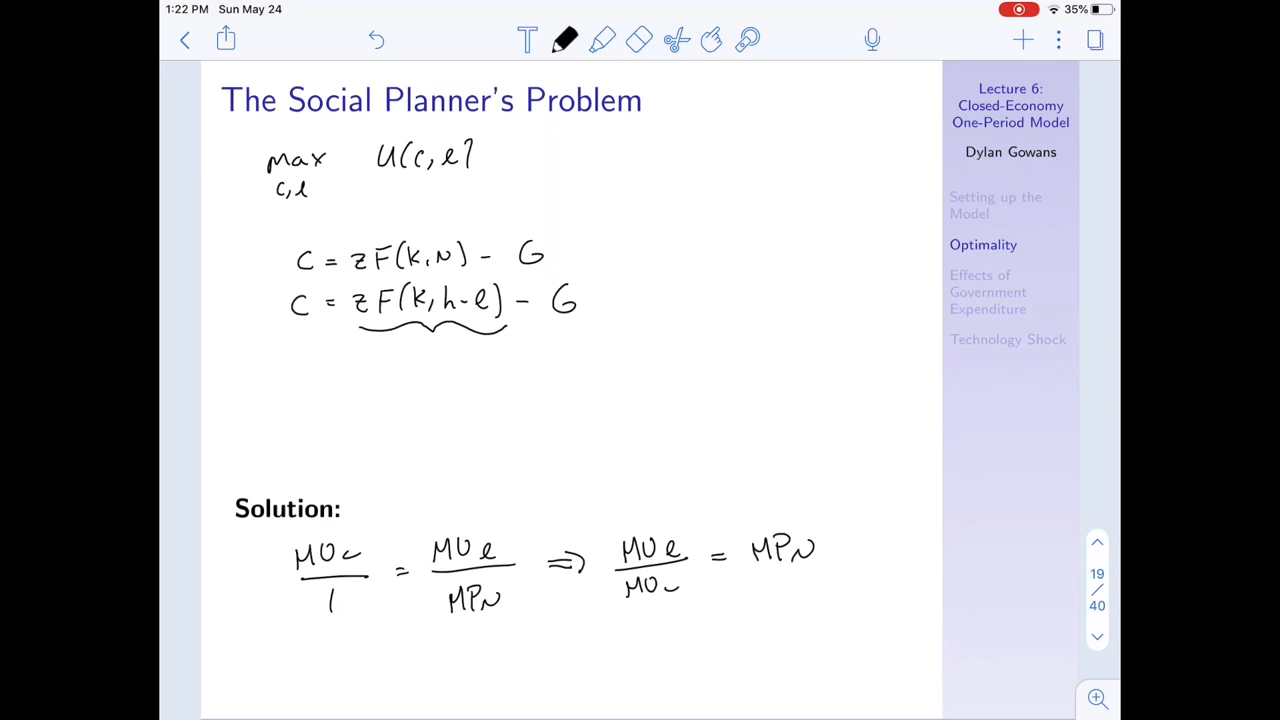 1:22 PM Sun May 24
35%
The Social Planner's Problem
max U(c, l)
c, l
C = zF(K, N) - G
C = zF(K, h-l) - G
Solution:
MUc / 1 = MUl / MPN ⇒ MUl / MUc = MPN
Lecture 6:
Closed-Economy
One-Period Model
Dylan Gowans
Setting up the
Model
Optimality
Effects of
Government
Expenditure
Technology Shock
19
/
40